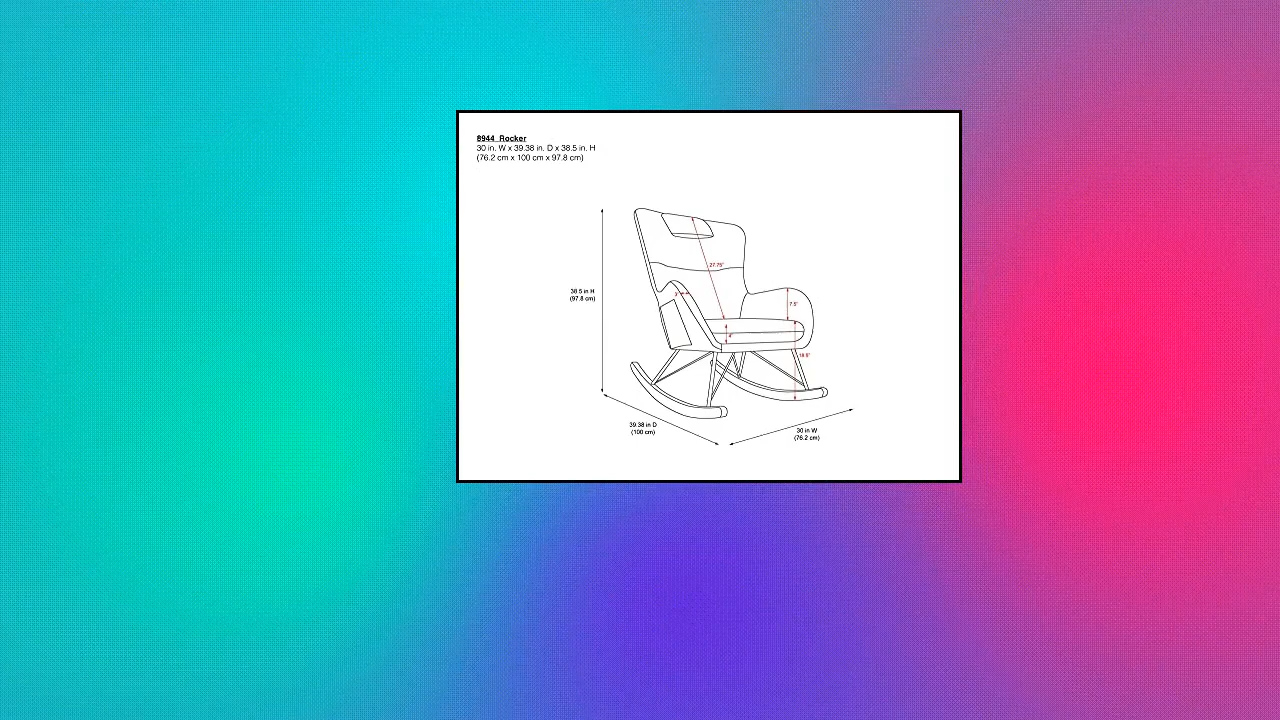 8944 Rocker
30 in. W x 39.38 in. D x 38.5 in. H
(76.2 cm x 100 cm x 97.8 cm)
27.75"
38.5 in H
(97.8 cm)
3"
7.5"
4"
18.5"
39.38 in D
(100 cm)
30 in W
(76.2 cm)